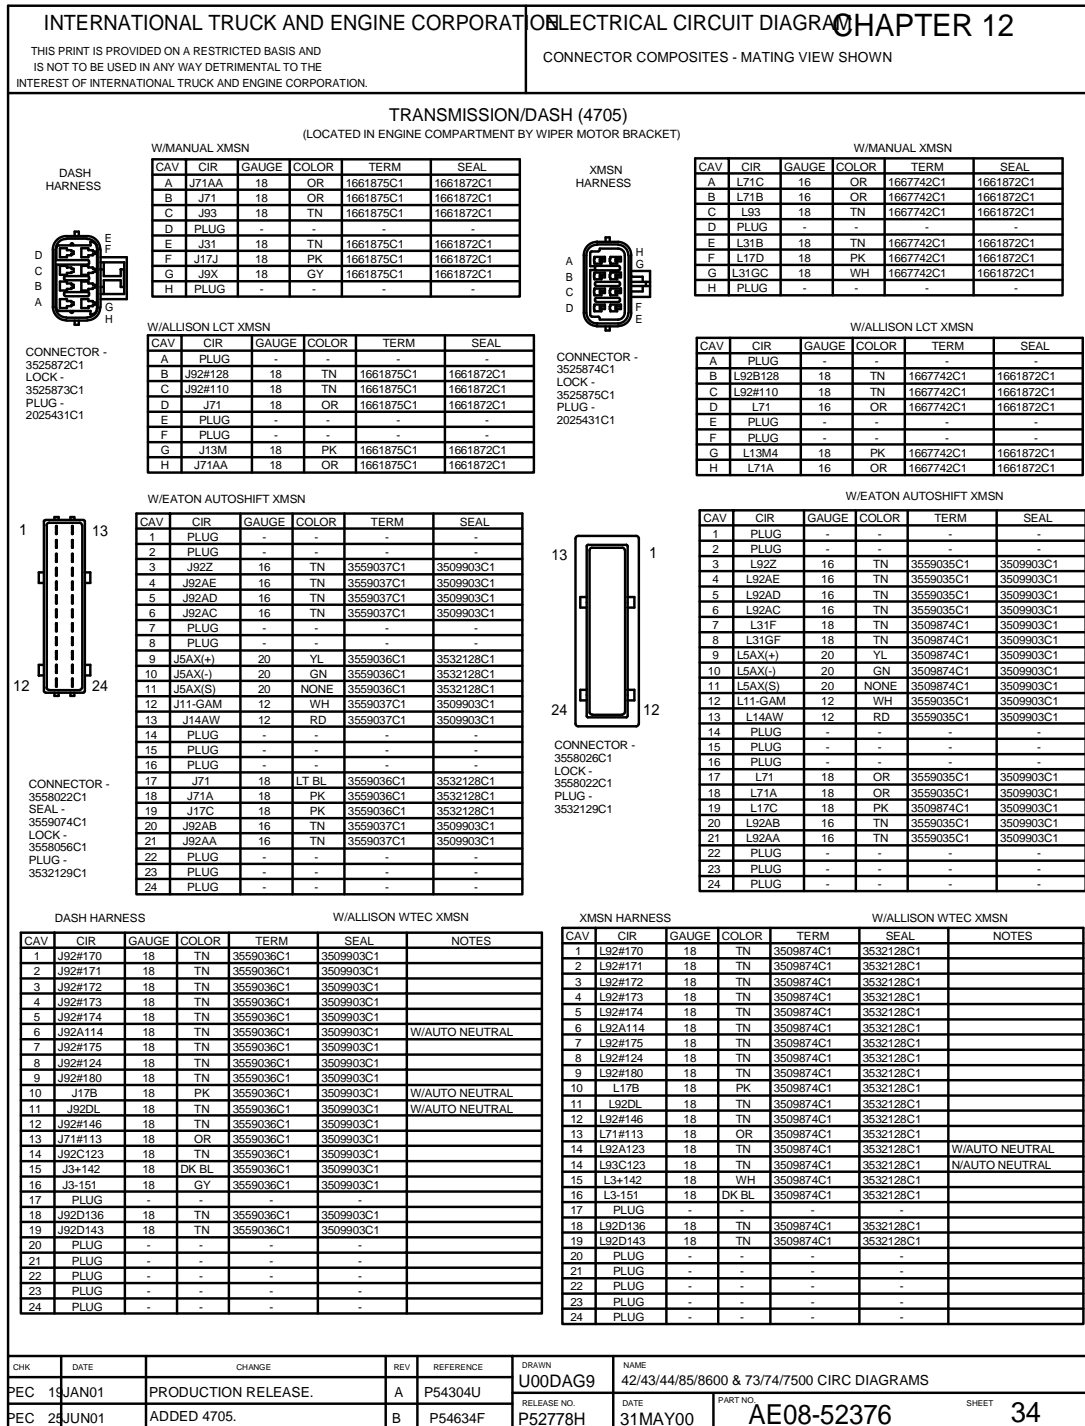 INTERNATIONAL TRUCK AND ENGINE CORPORATION
ELECTRICAL CIRCUIT DIAGRAM
CHAPTER 12
THIS PRINT IS PROVIDED ON A RESTRICTED BASIS AND
IS NOT TO BE USED IN ANY WAY DETRIMENTAL TO THE
INTEREST OF INTERNATIONAL TRUCK AND ENGINE CORPORATION.
CONNECTOR COMPOSITES - MATING VIEW SHOWN
TRANSMISSION/DASH (4705)
(LOCATED IN ENGINE COMPARTMENT BY WIPER MOTOR BRACKET)
DASH
HARNESS
D
C
B
A
E
F
G
H
CONNECTOR -
3525872C1
LOCK -
3525873C1
PLUG -
2025431C1
W/MANUAL XMSN
CAV CIR GAUGE COLOR TERM SEAL
A J71AA 18 OR 1661875C1 1661872C1
B J71 18 OR 1661875C1 1661872C1
C J93 18 TN 1661875C1 1661872C1
D PLUG - - - -
E J31 18 TN 1661875C1 1661872C1
F J17J 18 PK 1661875C1 1661872C1
G J9X 18 GY 1661875C1 1661872C1
H PLUG - - - -
W/ALLISON LCT XMSN
CAV CIR GAUGE COLOR TERM SEAL
A PLUG - - - -
B J92#128 18 TN 1661875C1 1661872C1
C J92#110 18 TN 1661875C1 1661872C1
D J71 18 OR 1661875C1 1661872C1
E PLUG - - - -
F PLUG - - - -
G J13M 18 PK 1661875C1 1661872C1
H J71AA 18 OR 1661875C1 1661872C1
XMSN
HARNESS
A
B
C
D
H
G
F
E
CONNECTOR -
3525874C1
LOCK -
3525875C1
PLUG -
2025431C1
W/MANUAL XMSN
CAV CIR GAUGE COLOR TERM SEAL
A L71C 16 OR 1667742C1 1661872C1
B L71B 16 OR 1667742C1 1661872C1
C L93 18 TN 1667742C1 1661872C1
D PLUG - - - -
E L31B 18 TN 1667742C1 1661872C1
F L17D 18 PK 1667742C1 1661872C1
G L31GC 18 WH 1667742C1 1661872C1
H PLUG - - - -
W/ALLISON LCT XMSN
CAV CIR GAUGE COLOR TERM SEAL
A PLUG - - - -
B L92B128 18 TN 1667742C1 1661872C1
C L92#110 18 TN 1667742C1 1661872C1
D L71 16 OR 1667742C1 1661872C1
E PLUG - - - -
F PLUG - - - -
G L13M4 18 PK 1667742C1 1661872C1
H L71A 16 OR 1667742C1 1661872C1
1
13
12
24
CONNECTOR -
3558022C1
SEAL -
3559074C1
LOCK -
3558056C1
PLUG -
3532129C1
W/EATON AUTOSHIFT XMSN
CAV CIR GAUGE COLOR TERM SEAL
1 PLUG - - - -
2 PLUG - - - -
3 J92Z 16 TN 3559037C1 3509903C1
4 J92AE 16 TN 3559037C1 3509903C1
5 J92AD 16 TN 3559037C1 3509903C1
6 J92AC 16 TN 3559037C1 3509903C1
7 PLUG - - - -
8 PLUG - - - -
9 J5AX(+) 20 YL 3559036C1 3532128C1
10 J5AX(-) 20 GN 3559036C1 3532128C1
11 J5AX(S) 20 NONE 3559036C1 3532128C1
12 J11-GAM 12 WH 3559037C1 3509903C1
13 J14AW 12 RD 3559037C1 3509903C1
14 PLUG - - - -
15 PLUG - - - -
16 PLUG - - - -
17 J71 18 LT BL 3559036C1 3532128C1
18 J71A 18 PK 3559036C1 3532128C1
19 J17C 18 PK 3559036C1 3532128C1
20 J92AB 16 TN 3559037C1 3509903C1
21 J92AA 16 TN 3559037C1 3509903C1
22 PLUG - - - -
23 PLUG - - - -
24 PLUG - - - -
13
1
24
12
CONNECTOR -
3558026C1
LOCK -
3558022C1
PLUG -
3532129C1
W/EATON AUTOSHIFT XMSN
CAV CIR GAUGE COLOR TERM SEAL
1 PLUG - - - -
2 PLUG - - - -
3 L92Z 16 TN 3559035C1 3509903C1
4 L92AE 16 TN 3559035C1 3509903C1
5 L92AD 16 TN 3559035C1 3509903C1
6 L92AC 16 TN 3559035C1 3509903C1
7 L31F 18 TN 3509874C1 3509903C1
8 L31GF 18 TN 3509874C1 3509903C1
9 L5AX(+) 20 YL 3509874C1 3509903C1
10 L5AX(-) 20 GN 3509874C1 3509903C1
11 L5AX(S) 20 NONE 3509874C1 3509903C1
12 L11-GAM 12 WH 3559035C1 3509903C1
13 L14AW 12 RD 3559035C1 3509903C1
14 PLUG - - - -
15 PLUG - - - -
16 PLUG - - - -
17 L71 18 OR 3559035C1 3509903C1
18 L71A 18 OR 3559035C1 3509903C1
19 L17C 18 PK 3509874C1 3509903C1
20 L92AB 16 TN 3559035C1 3509903C1
21 L92AA 16 TN 3559035C1 3509903C1
22 PLUG - - - -
23 PLUG - - - -
24 PLUG - - - -
DASH HARNESS W/ALLISON WTEC XMSN
CAV CIR GAUGE COLOR TERM SEAL NOTES
1 J92#170 18 TN 3559036C1 3509903C1
2 J92#171 18 TN 3559036C1 3509903C1
3 J92#172 18 TN 3559036C1 3509903C1
4 J92#173 18 TN 3559036C1 3509903C1
5 J92#174 18 TN 3559036C1 3509903C1
6 J92A114 18 TN 3559036C1 3509903C1 W/AUTO NEUTRAL
7 J92#175 18 TN 3559036C1 3509903C1
8 J92#124 18 TN 3559036C1 3509903C1
9 J92#180 18 TN 3559036C1 3509903C1
10 J17B 18 PK 3559036C1 3509903C1 W/AUTO NEUTRAL
11 J92DL 18 TN 3559036C1 3509903C1 W/AUTO NEUTRAL
12 J92#146 18 TN 3559036C1 3509903C1
13 J71#113 18 OR 3559036C1 3509903C1
14 J92C123 18 TN 3559036C1 3509903C1
15 J3+142 18 DK BL 3559036C1 3509903C1
16 J3-151 18 GY 3559036C1 3509903C1
17 PLUG - - - -
18 J92D136 18 TN 3559036C1 3509903C1
19 J92D143 18 TN 3559036C1 3509903C1
20 PLUG - - - -
21 PLUG - - - -
22 PLUG - - - -
23 PLUG - - - -
24 PLUG - - - -
XMSN HARNESS W/ALLISON WTEC XMSN
CAV CIR GAUGE COLOR TERM SEAL NOTES
1 L92#170 18 TN 3509874C1 3532128C1
2 L92#171 18 TN 3509874C1 3532128C1
3 L92#172 18 TN 3509874C1 3532128C1
4 L92#173 18 TN 3509874C1 3532128C1
5 L92#174 18 TN 3509874C1 3532128C1
6 L92A114 18 TN 3509874C1 3532128C1
7 L92#175 18 TN 3509874C1 3532128C1
8 L92#124 18 TN 3509874C1 3532128C1
9 L92#180 18 TN 3509874C1 3532128C1
10 L17B 18 PK 3509874C1 3532128C1
11 L92DL 18 TN 3509874C1 3532128C1
12 L92#146 18 TN 3509874C1 3532128C1
13 L71#113 18 OR 3509874C1 3532128C1
14 L92A123 18 TN 3509874C1 3532128C1 W/AUTO NEUTRAL
14 L93C123 18 TN 3509874C1 3532128C1 N/AUTO NEUTRAL
15 L3+142 18 WH 3509874C1 3532128C1
16 L3-151 18 DK BL 3509874C1 3532128C1
17 PLUG - - - -
18 L92D136 18 TN 3509874C1 3532128C1
19 L92D143 18 TN 3509874C1 3532128C1
20 PLUG - - - -
21 PLUG - - - -
22 PLUG - - - -
23 PLUG - - - -
24 PLUG - - - -
CHK DATE CHANGE REV REFERENCE
PEC 19JAN01 PRODUCTION RELEASE. A P54304U
PEC 25JUN01 ADDED 4705. B P54634F
DRAWN
U00DAG9
NAME
42/43/44/85/8600 & 73/74/7500 CIRC DIAGRAMS
RELEASE NO.
P52778H
DATE
31MAY00
PART NO.
AE08-52376
SHEET 34